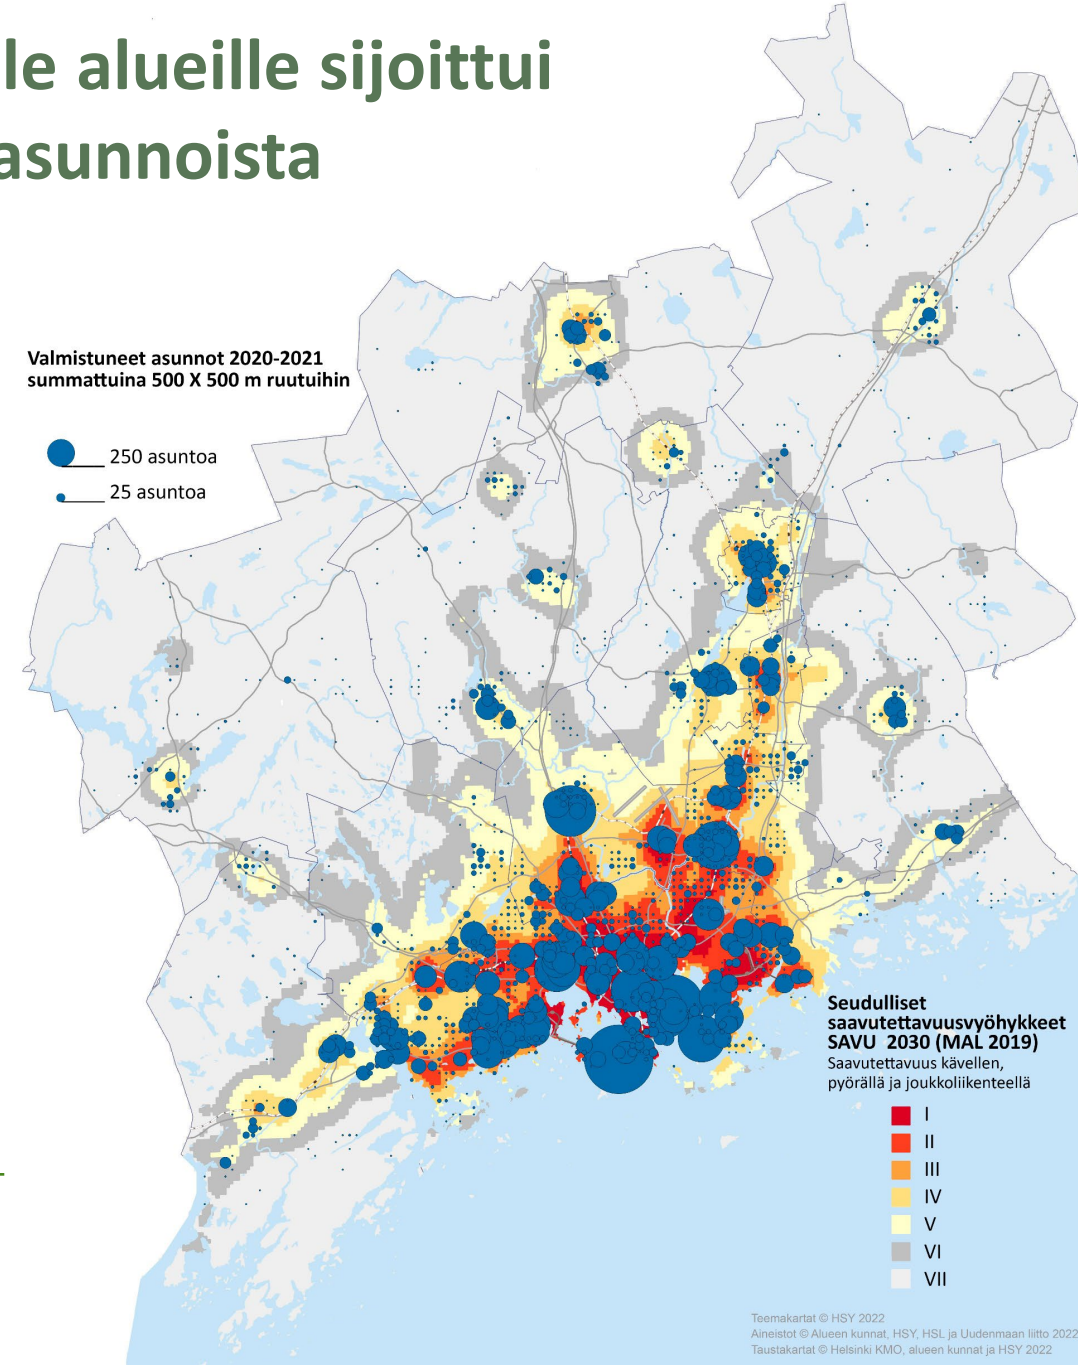 le alueille sijoittui
asunnoista
Valmistuneet asunnot 2020-2021
summattuina 500 X 500 m ruutuihin
250 asuntoa
25 asuntoa
Seudulliset
saavutettavuusvyöhykkeet
SAVU 2030 (MAL 2019)
Saavutettavuus kävellen,
pyörällä ja joukkoliikenteellä
I
II
III
IV
V
VI
VII
Teemakartat © HSY 2022
Aineistot © Alueen kunnat, HSY, HSL ja Uudenmaan liitto 2022
Taustakartat © Helsinki KMO, alueen kunnat ja HSY 2022